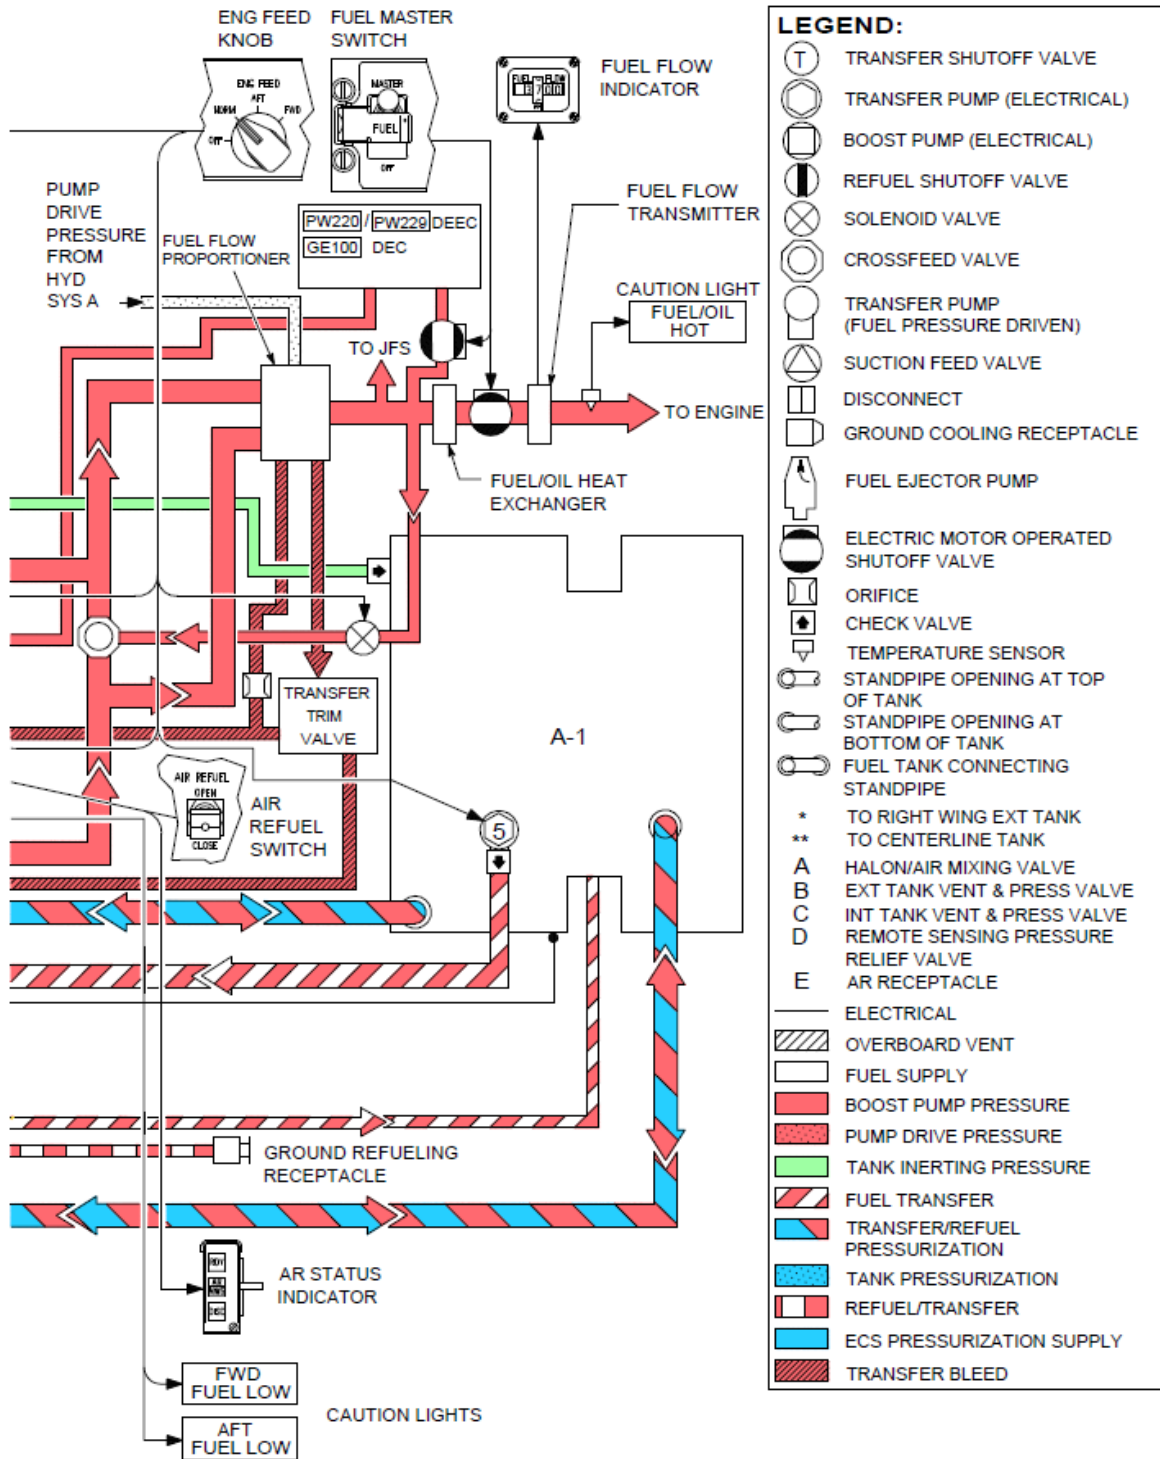 ENG FEED
KNOB
FUEL MASTER
SWITCH
FUEL FLOW
INDICATOR
ENG FEED
AFT
NORM
FWD
OFF
MASTER
FUEL
OFF
FUEL FLOW
PUMP
DRIVE
PRESSURE
FROM
HYD
SYS A
FUEL FLOW
PROPORTIONER
PW220 / PW229 DEEC
GE100 DEC
FUEL FLOW
TRANSMITTER
CAUTION LIGHT
FUEL/OIL
HOT
TO JFS
TO ENGINE
FUEL/OIL HEAT
EXCHANGER
TRANSFER
TRIM
VALVE
A-1
AIR REFUEL
OPEN
CLOSE
AIR
REFUEL
SWITCH
5
GROUND REFUELING
RECEPTACLE
RDY
DISC
AR STATUS
INDICATOR
FWD
FUEL LOW
AFT
FUEL LOW
CAUTION LIGHTS
LEGEND:
T TRANSFER SHUTOFF VALVE
TRANSFER PUMP (ELECTRICAL)
BOOST PUMP (ELECTRICAL)
REFUEL SHUTOFF VALVE
SOLENOID VALVE
CROSSFEED VALVE
TRANSFER PUMP
(FUEL PRESSURE DRIVEN)
SUCTION FEED VALVE
DISCONNECT
GROUND COOLING RECEPTACLE
FUEL EJECTOR PUMP
ELECTRIC MOTOR OPERATED
SHUTOFF VALVE
ORIFICE
CHECK VALVE
TEMPERATURE SENSOR
STANDPIPE OPENING AT TOP
OF TANK
STANDPIPE OPENING AT
BOTTOM OF TANK
FUEL TANK CONNECTING
STANDPIPE
* TO RIGHT WING EXT TANK
** TO CENTERLINE TANK
A HALON/AIR MIXING VALVE
B EXT TANK VENT & PRESS VALVE
C INT TANK VENT & PRESS VALVE
D REMOTE SENSING PRESSURE
RELIEF VALVE
E AR RECEPTACLE
ELECTRICAL
OVERBOARD VENT
FUEL SUPPLY
BOOST PUMP PRESSURE
PUMP DRIVE PRESSURE
TANK INERTING PRESSURE
FUEL TRANSFER
TRANSFER/REFUEL
PRESSURIZATION
TANK PRESSURIZATION
REFUEL/TRANSFER
ECS PRESSURIZATION SUPPLY
TRANSFER BLEED